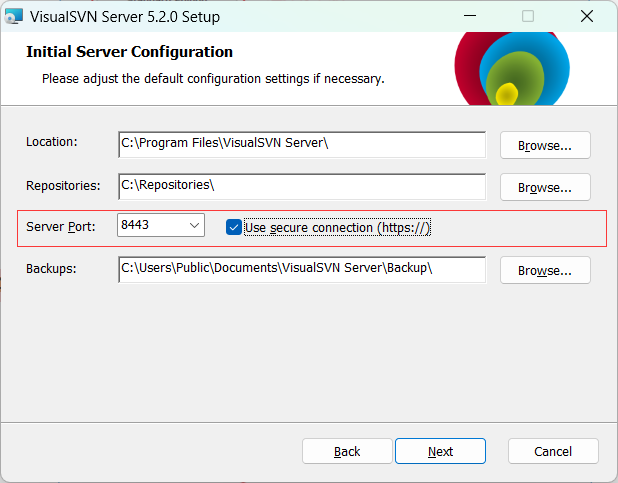 VisualSVN Server 5.2.0 Setup
Initial Server Configuration
Please adjust the default configuration settings if necessary.
Location: C:\Program Files\VisualSVN Server\ Browse...
Repositories: C:\Repositories\ Browse...
Server Port: 8443 Use secure connection (https://)
Backups: C:\Users\Public\Documents\VisualSVN Server\Backup\ Browse...
Back Next Cancel